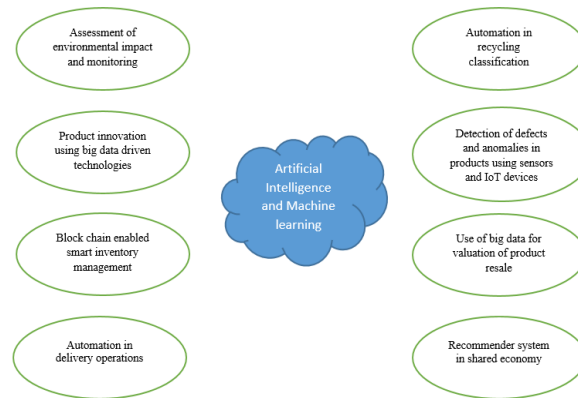 Assessment of
environmental impact
and monitoring
Product innovation
using big data driven
technologies
Block chain enabled
smart inventory
management
Automation in
delivery operations
Artificial
Intelligence
and Machine
learning
Automation in
recycling
classification
Detection of defects
and anomalies in
products using sensors
and IoT devices
Use of big data for
valuation of product
resale
Recommender system
in shared economy